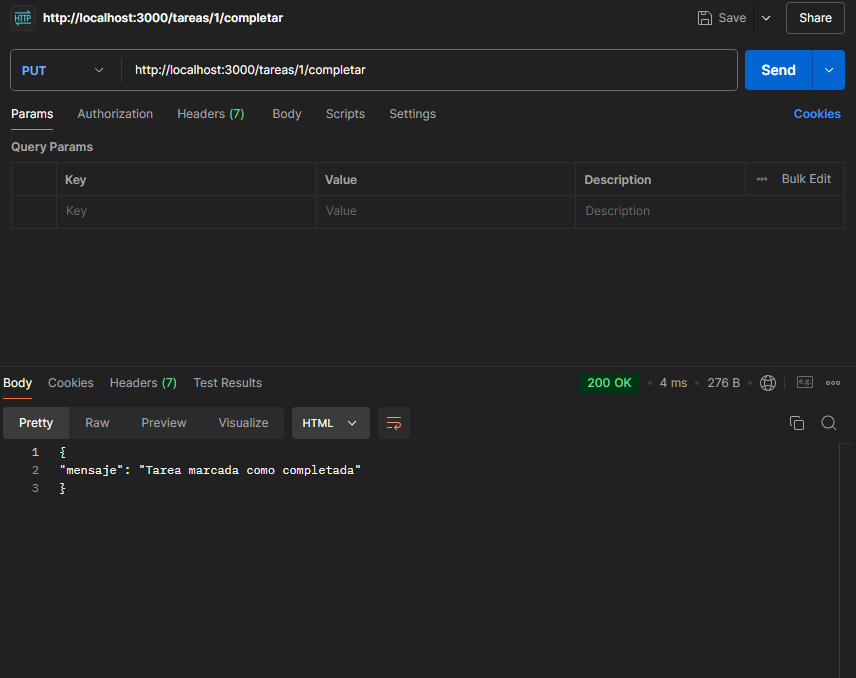 HTTP http://localhost:3000/tareas/1/completar Save Share
PUT http://localhost:3000/tareas/1/completar Send
Params Authorization Headers (7) Body Scripts Settings Cookies
Query Params
Key Value Description Bulk Edit
Key Value Description
Body Cookies Headers (7) Test Results 200 OK • 4 ms • 276 B • e.g.
Pretty Raw Preview Visualize HTML
1 {
2 "mensaje": "Tarea marcada como completada"
3 }